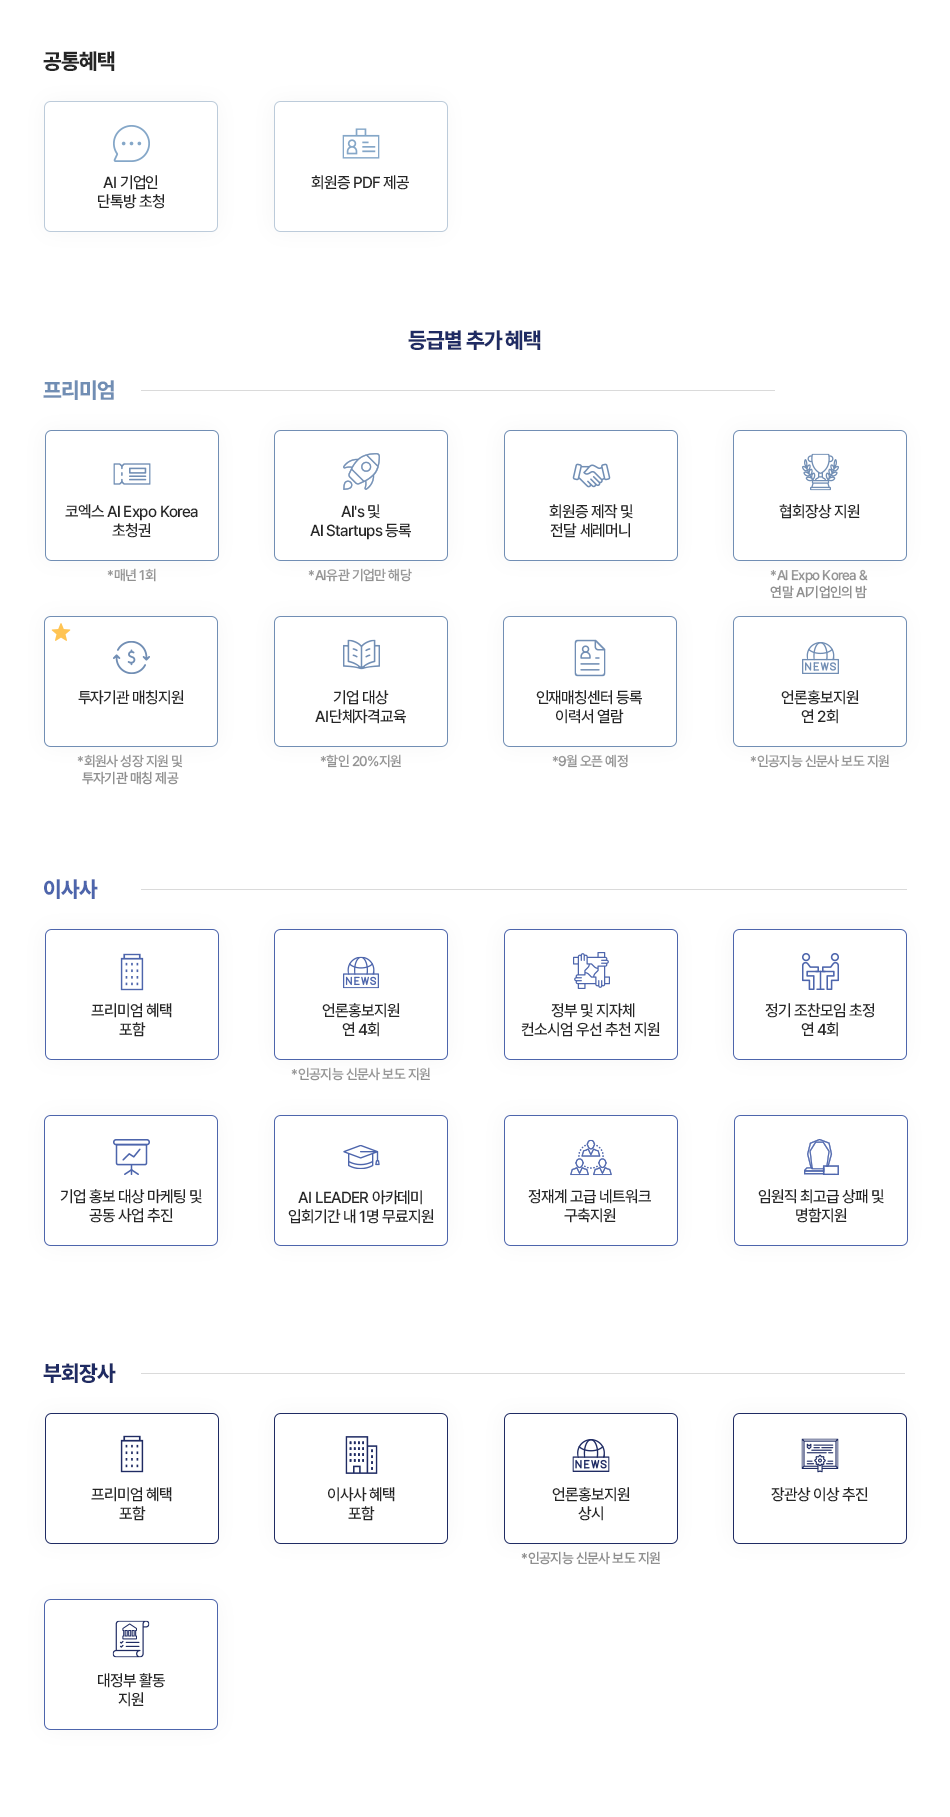 공통혜택
AI 기업인
단톡방 초청
회원증 PDF 제공
등급별 추가 혜택
프리미엄
코엑스 AI Expo Korea
초청권
*매년 1회
AI's 및
AI Startups 등록
*AI유관 기업만 해당
회원증 제작 및
전달 세레머니
협회장상 지원
*AI Expo Korea &
연말 AI기업인의 밤
투자기관 매칭지원
*회원사 성장 지원 및
투자기관 매칭 제공
기업 대상
AI단체자격교육
*할인 20%지원
인재매칭센터 등록
이력서 열람
*9월 오픈 예정
NEWS
언론홍보지원
연 2회
*인공지능 신문사 보도 지원
이사사
프리미엄 혜택
포함
NEWS
언론홍보지원
연 4회
*인공지능 신문사 보도 지원
정부 및 지자체
컨소시엄 우선 추천 지원
정기 조찬모임 초청
연 4회
기업 홍보 대상 마케팅 및
공동 사업 추진
AI LEADER 아카데미
입회기간 내 1명 무료지원
정재계 고급 네트워크
구축지원
임원직 최고급 상패 및
명함지원
부회장사
프리미엄 혜택
포함
이사사 혜택
포함
NEWS
언론홍보지원
상시
*인공지능 신문사 보도 지원
장관상 이상 추진
대정부 활동
지원